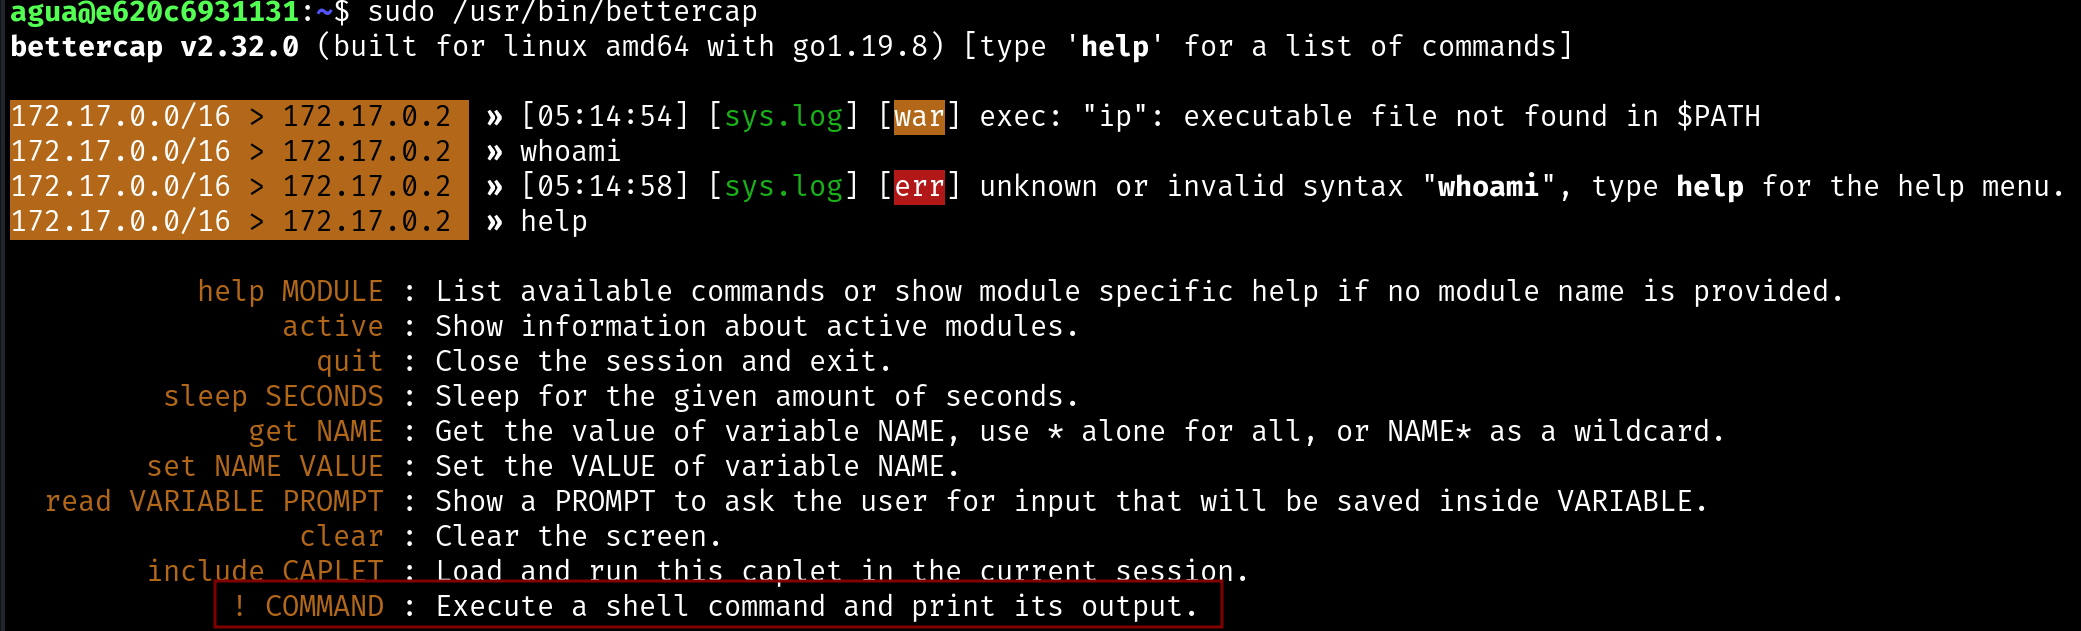 agua@e620c6931131:~$ sudo /usr/bin/bettercap
bettercap v2.32.0 (built for linux amd64 with go1.19.8) [type 'help' for a list of commands]
172.17.0.0/16 > 172.17.0.2 » [05:14:54] [sys.log] [war] exec: "ip": executable file not found in $PATH
172.17.0.0/16 > 172.17.0.2 » whoami
172.17.0.0/16 > 172.17.0.2 » [05:14:58] [sys.log] [err] unknown or invalid syntax "whoami", type help for the help menu.
172.17.0.0/16 > 172.17.0.2 » help
help MODULE : List available commands or show module specific help if no module name is provided.
active : Show information about active modules.
quit : Close the session and exit.
sleep SECONDS : Sleep for the given amount of seconds.
get NAME : Get the value of variable NAME, use * alone for all, or NAME* as a wildcard.
set NAME VALUE : Set the VALUE of variable NAME.
read VARIABLE PROMPT : Show a PROMPT to ask the user for input that will be saved inside VARIABLE.
clear : Clear the screen.
include CAPLET : Load and run this caplet in the current session.
! COMMAND : Execute a shell command and print its output.